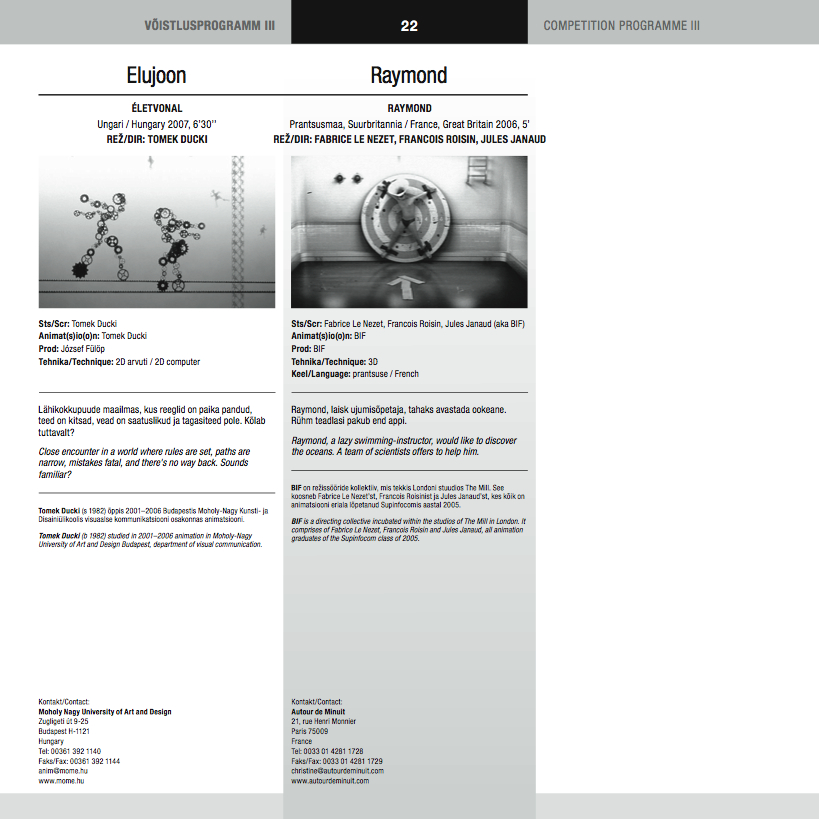 VÕISTLUSPROGRAMM III
22
COMPETITION PROGRAMME III
Elujoon
ÉLETVONAL
Ungari / Hungary 2007, 6'30''
REŽ/DIR: TOMEK DUCKI
Sts/Scr: Tomek Ducki
Animat(s)io(o)n: Tomek Ducki
Prod: József Fülöp
Tehnika/Technique: 2D arvuti / 2D computer
Lähikokkupuude maailmas, kus reeglid on paika pandud,
teed on kitsad, vead on saatuslikud ja tagasiteed pole. Kõlab
tuttavalt?
Close encounter in a world where rules are set, paths are
narrow, mistakes fatal, and there's no way back. Sounds
familiar?
Tomek Ducki (s 1982) õppis 2001–2006 Budapestis Moholy-Nagy Kunsti- ja
Disainiülikoolis visuaalse kommunikatsiooni osakonnas animatsiooni.
Tomek Ducki (b 1982) studied in 2001–2006 animation in Moholy-Nagy
University of Art and Design Budapest, department of visual communication.
Kontakt/Contact:
Moholy Nagy University of Art and Design
Zugligeti út 9-25
Budapest H-1121
Hungary
Tel: 00361 392 1140
Faks/Fax: 00361 392 1144
anim@mome.hu
www.mome.hu
Raymond
RAYMOND
Prantsusmaa, Suurbritannia / France, Great Britain 2006, 5'
REŽ/DIR: FABRICE LE NEZET, FRANCOIS ROISIN, JULES JANAUD
Sts/Scr: Fabrice Le Nezet, Francois Roisin, Jules Janaud (aka BIF)
Animat(s)io(o)n: BIF
Prod: BIF
Tehnika/Technique: 3D
Keel/Language: prantsuse / French
Raymond, laisk ujumisõpetaja, tahaks avastada ookeane.
Rühm teadlasi pakub end appi.
Raymond, a lazy swimming-instructor, would like to discover
the oceans. A team of scientists offers to help him.
BIF on režissööride kollektiiv, mis tekkis Londoni stuudios The Mill. See
koosneb Fabrice Le Nezet'st, Francois Roisinist ja Jules Janaud'st, kes kõik on
animatsiooni eriala lõpetanud Supinfocomis aastal 2005.
BIF is a directing collective incubated within the studios of The Mill in London. It
comprises of Fabrice Le Nezet, Francois Roisin and Jules Janaud, all animation
graduates of the Supinfocom class of 2005.
Kontakt/Contact:
Autour de Minuit
21, rue Henri Monnier
Paris 75009
France
Tel: 0033 01 4281 1728
Faks/Fax: 0033 01 4281 1729
christine@autourdeminuit.com
www.autourdeminuit.com